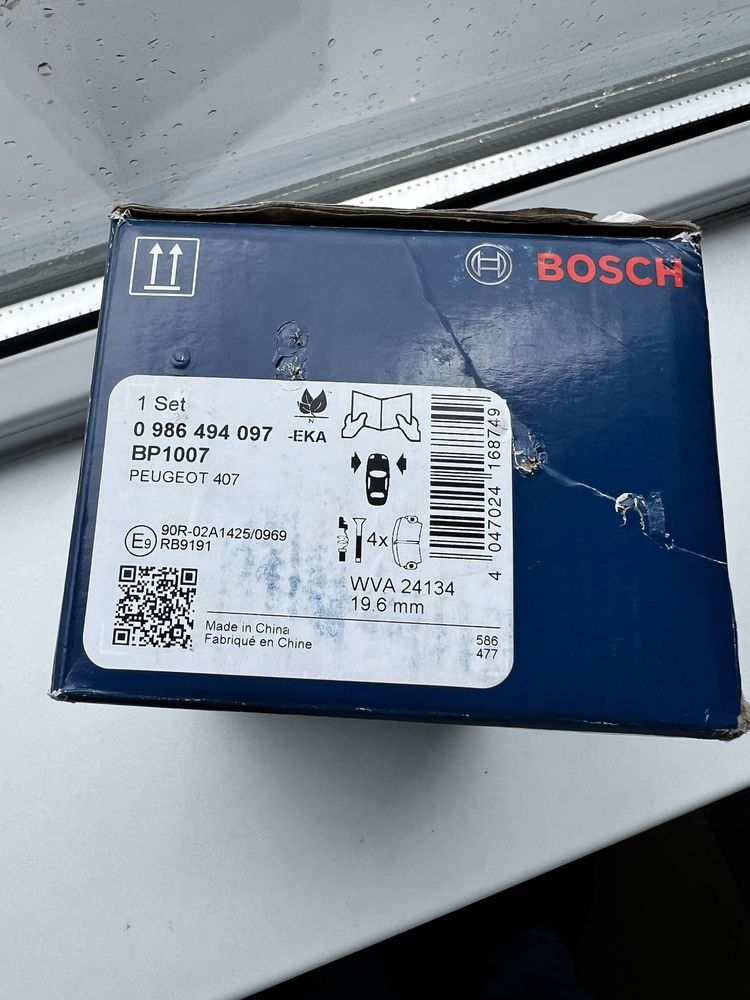 BOSCH
1 Set
0 986 494 097 -EKA
BP1007
PEUGEOT 407
N
4 047024 168749
E9 90R-02A1425/0969
RB9191
4x
WVA 24134
19.6 mm
Made in China
Fabriqué en Chine
586
477